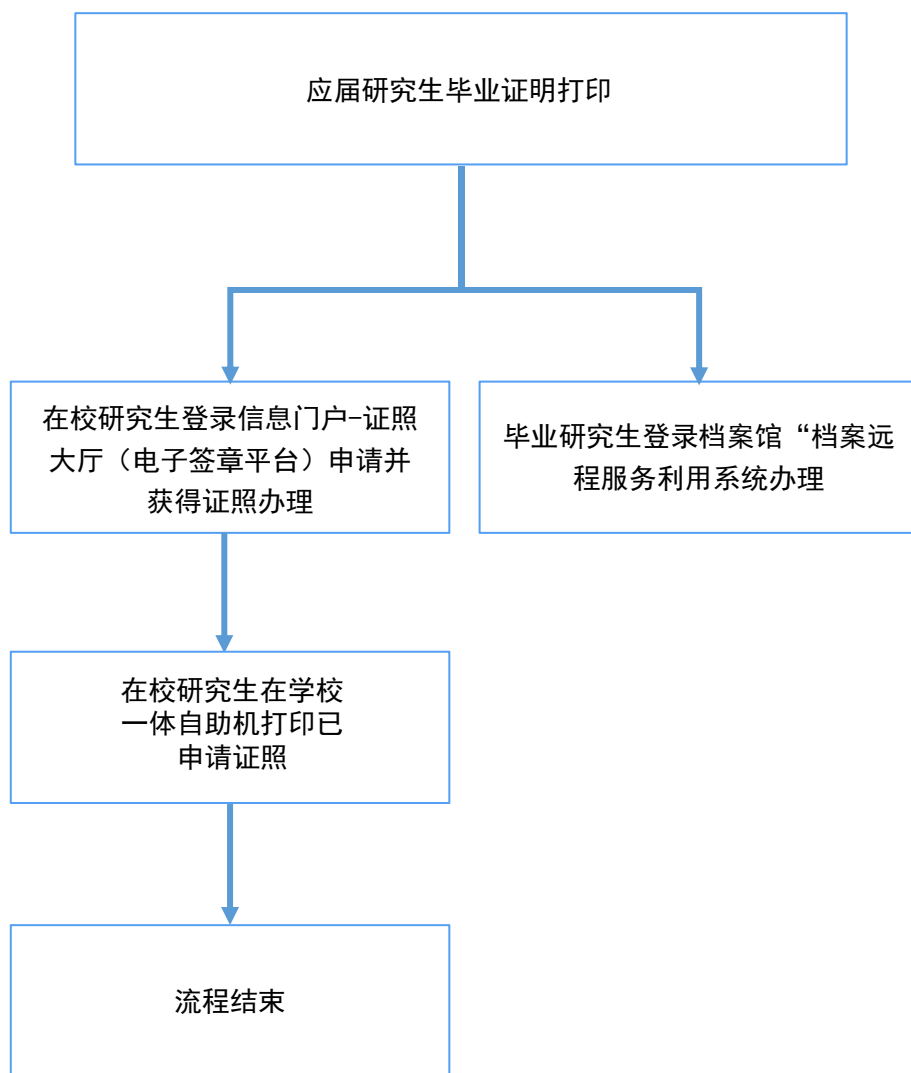 应届研究生毕业证明打印
在校研究生登录信息门户-证照
大厅（电子签章平台）申请并
获得证照办理
毕业研究生登录档案馆“档案远
程服务利用系统办理
在校研究生在学校
一体自助机打印已
申请证照
流程结束